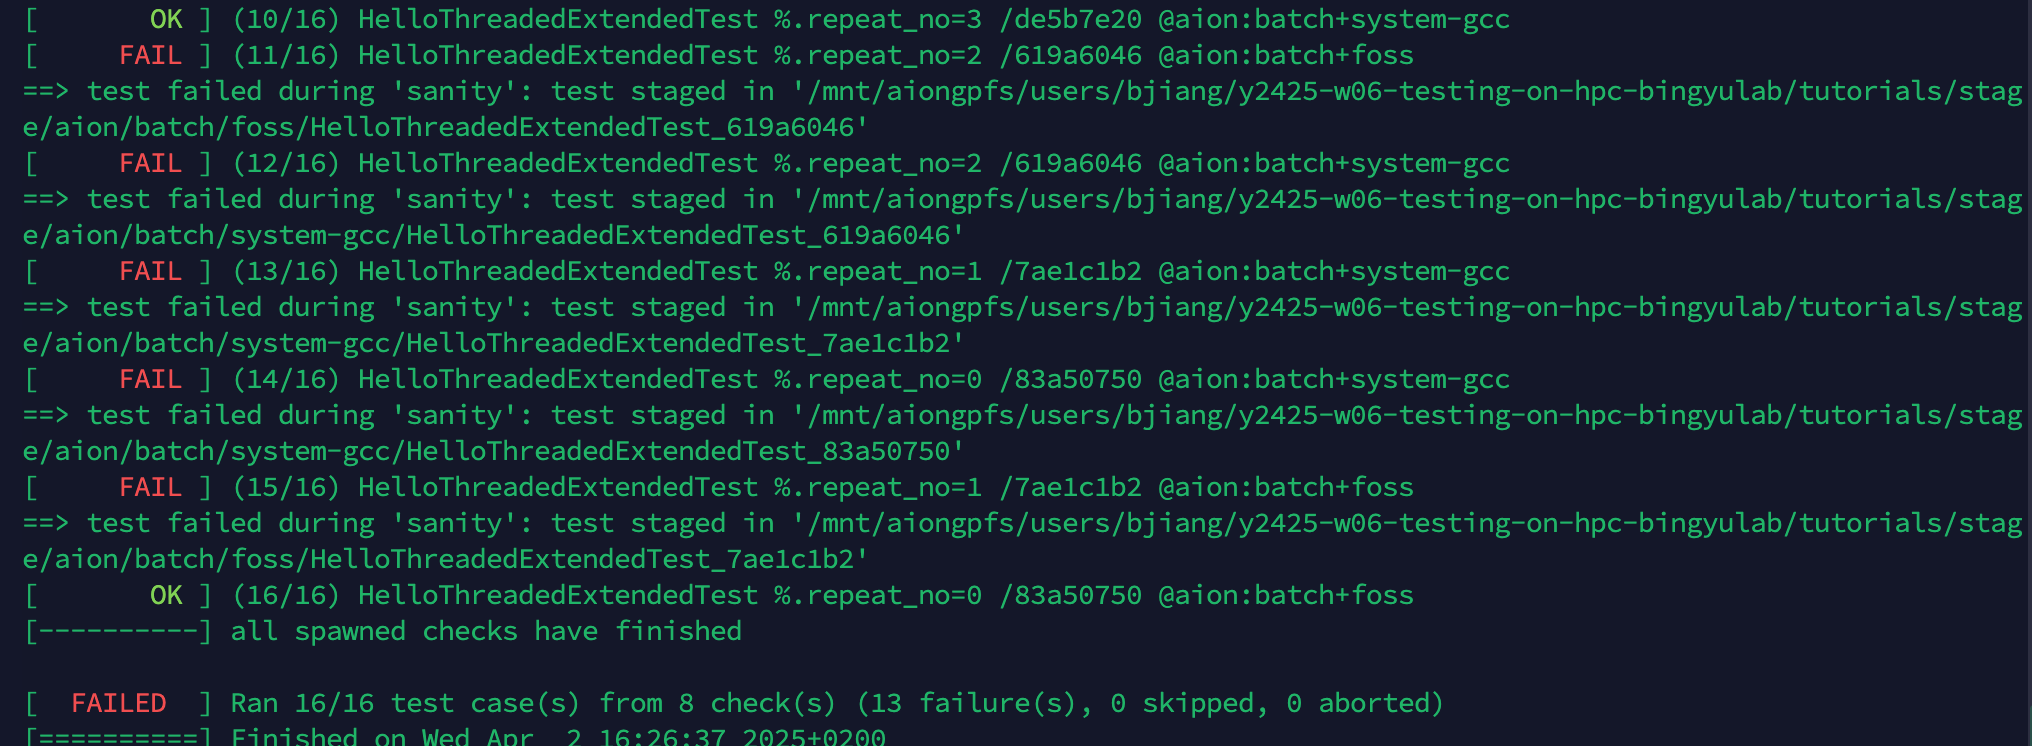 [       OK ] (10/16) HelloThreadedExtendedTest %.repeat_no=3 /de5b7e20 @aion:batch+system-gcc
[     FAIL ] (11/16) HelloThreadedExtendedTest %.repeat_no=2 /619a6046 @aion:batch+foss
==> test failed during 'sanity': test staged in '/mnt/aiongpfs/users/bjiang/y2425-w06-testing-on-hpc-bingyulab/tutorials/stag
e/aion/batch/foss/HelloThreadedExtendedTest_619a6046'
[     FAIL ] (12/16) HelloThreadedExtendedTest %.repeat_no=2 /619a6046 @aion:batch+system-gcc
==> test failed during 'sanity': test staged in '/mnt/aiongpfs/users/bjiang/y2425-w06-testing-on-hpc-bingyulab/tutorials/stag
e/aion/batch/system-gcc/HelloThreadedExtendedTest_619a6046'
[     FAIL ] (13/16) HelloThreadedExtendedTest %.repeat_no=1 /7ae1c1b2 @aion:batch+system-gcc
==> test failed during 'sanity': test staged in '/mnt/aiongpfs/users/bjiang/y2425-w06-testing-on-hpc-bingyulab/tutorials/stag
e/aion/batch/system-gcc/HelloThreadedExtendedTest_7ae1c1b2'
[     FAIL ] (14/16) HelloThreadedExtendedTest %.repeat_no=0 /83a50750 @aion:batch+system-gcc
==> test failed during 'sanity': test staged in '/mnt/aiongpfs/users/bjiang/y2425-w06-testing-on-hpc-bingyulab/tutorials/stag
e/aion/batch/system-gcc/HelloThreadedExtendedTest_83a50750'
[     FAIL ] (15/16) HelloThreadedExtendedTest %.repeat_no=1 /7ae1c1b2 @aion:batch+foss
==> test failed during 'sanity': test staged in '/mnt/aiongpfs/users/bjiang/y2425-w06-testing-on-hpc-bingyulab/tutorials/stag
e/aion/batch/foss/HelloThreadedExtendedTest_7ae1c1b2'
[       OK ] (16/16) HelloThreadedExtendedTest %.repeat_no=0 /83a50750 @aion:batch+foss
[----------] all spawned checks have finished
[  FAILED  ] Ran 16/16 test case(s) from 8 check(s) (13 failure(s), 0 skipped, 0 aborted)
[==========] Finished on Wed Apr  2 16:26:37 2025+0200